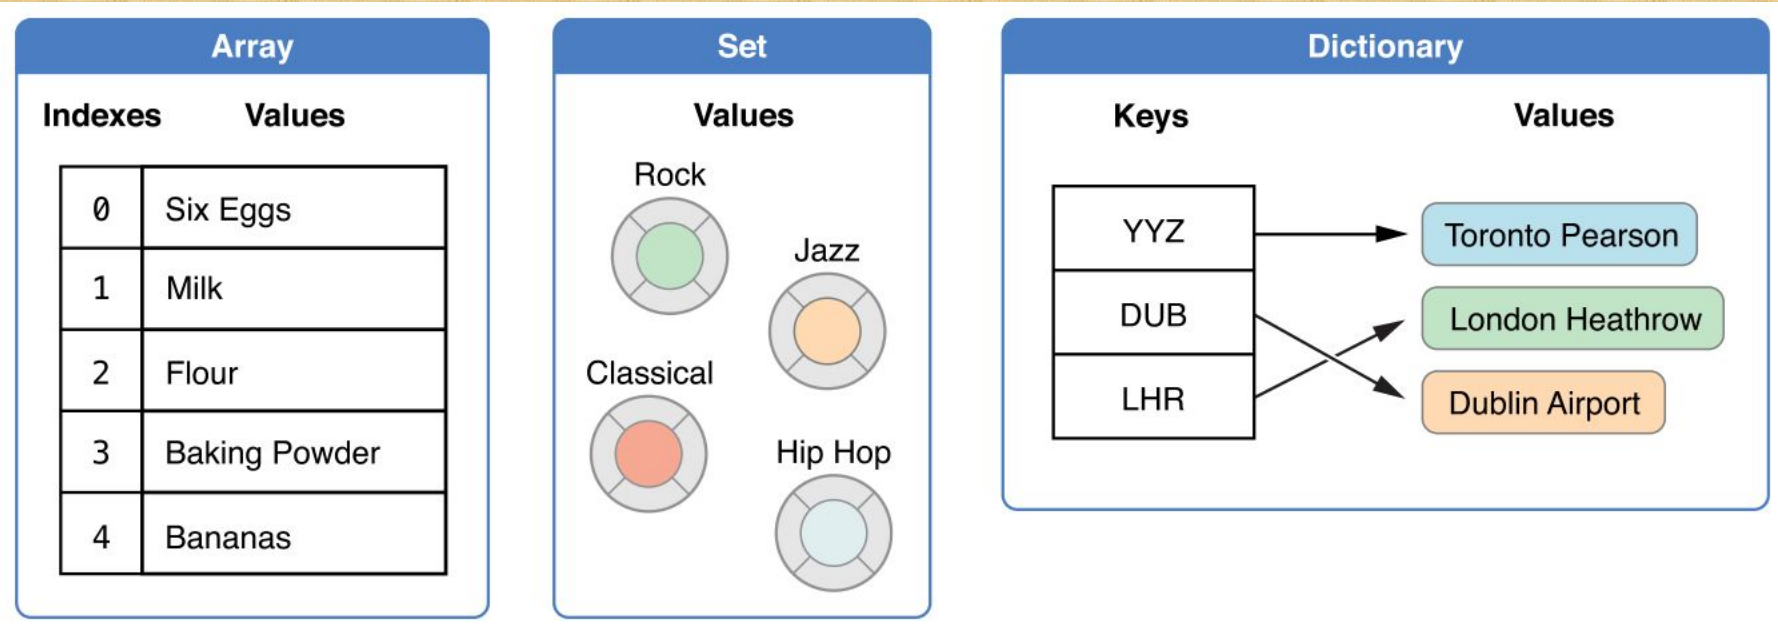 Array
Indexes Values
0 Six Eggs
1 Milk
2 Flour
3 Baking Powder
4 Bananas
Set
Values
Rock
Jazz
Classical
Hip Hop
Dictionary
Keys Values
YYZ Toronto Pearson
DUB London Heathrow
LHR Dublin Airport